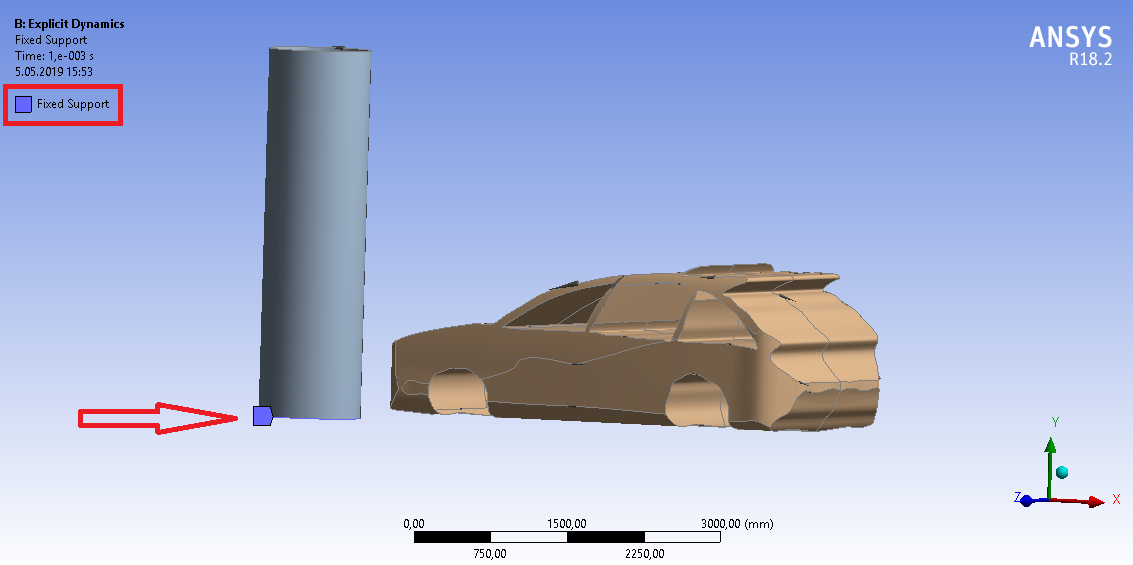 B: Explicit Dynamics
Fixed Support
Time: 1,e-003 s
5.05.2019 15:53
Fixed Support
ANSYS
R18.2
Y
Z
X
0,00 1500,00 3000,00 (mm)
750,00 2250,00